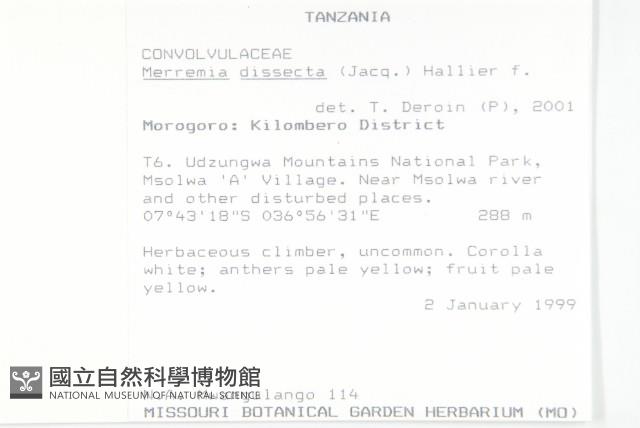 TANZANIA
CONVOLVULACEAE
Merremia dissecta (Jacq.) Hallier f.
det. T. Deroin (P), 2001
Morogoro: Kilombero District
T6. Udzungwa Mountains National Park,
Msolwa 'A' Village. Near Msolwa river
and other disturbed places.
07°43'18"S 036°56'31"E 288 m
Herbaceous climber, uncommon. Corolla
white; anthers pale yellow; fruit pale
yellow.
2 January 1999
國立自然科學博物館
NATIONAL MUSEUM OF NATURAL SCIENCE
114
MISSOURI BOTANICAL GARDEN HERBARIUM (MO)